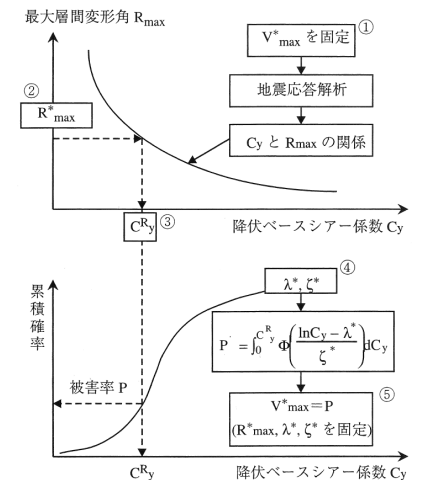 最大層間変形角 Rmax
①
V*max を固定
地震応答解析
②
R*max
Cy と Rmax の関係
CRy
③
降伏ベースシアー係数 Cy
④
λ*, ζ*
累積確率
P = ∫0^CRy Φ((lnCy − λ*)/ζ*)dCy
被害率 P
⑤
V*max＝P
(R*max, λ*, ζ* を固定)
CRy
降伏ベースシアー係数 Cy